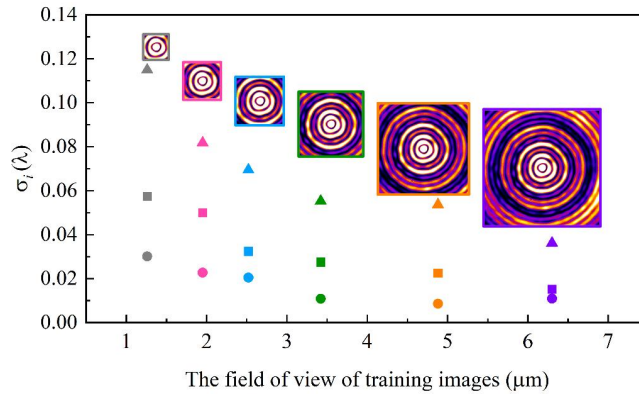 0.14
0.12
0.10
0.08
0.06
0.04
0.02
0.00
σi(λ)
1 2 3 4 5 6 7
The field of view of training images (μm)